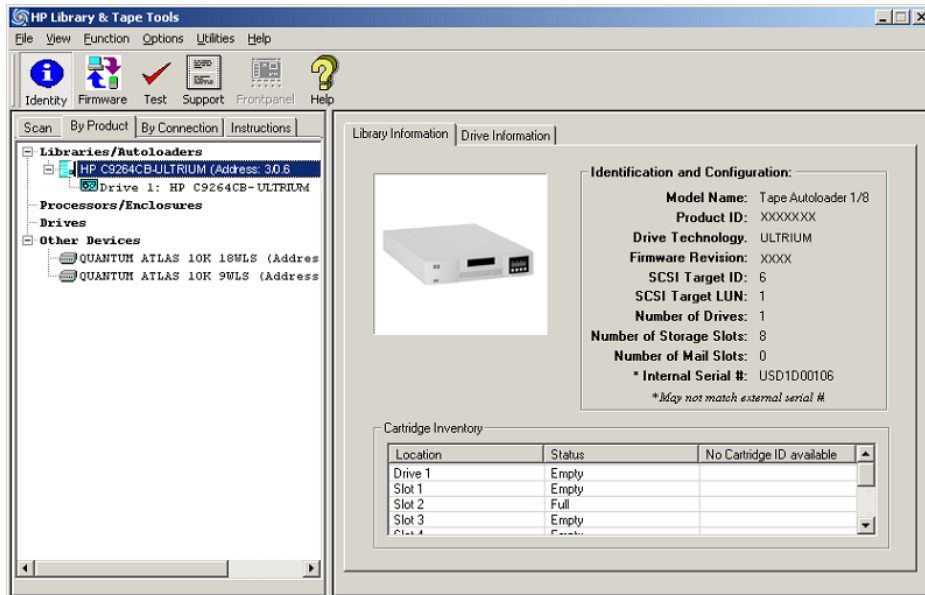 HP Library & Tape Tools
File View Function Options Utilities Help
Identity Firmware Test Support Frontpanel Help
Scan By Product By Connection Instructions
Libraries/Autoloaders
HP C9264CB-ULTRIUM (Address: 3.0.6
Drive 1: HP C9264CB-ULTRIUM
Processors/Enclosures
Drives
Other Devices
QUANTUM ATLAS 10K 18WLS (Addres
QUANTUM ATLAS 10K 9WLS (Address
Library Information Drive Information
Identification and Configuration:
Model Name: Tape Autoloader 1/8
Product ID: XXXXXXX
Drive Technology. ULTRIUM
Firmware Revision: XXXX
SCSI Target ID: 6
SCSI Target LUN: 1
Number of Drives: 1
Number of Storage Slots: 8
Number of Mail Slots: 0
* Internal Serial #: USD1D00106
*May not match external serial #
Cartridge Inventory
Location Status No Cartridge ID available
Drive 1 Empty
Slot 1 Empty
Slot 2 Full
Slot 3 Empty
Slot 4 Empty